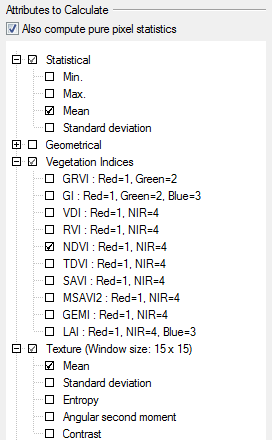 Attributes to Calculate
Also compute pure pixel statistics
Statistical
Min.
Max.
Mean
Standard deviation
Geometrical
Vegetation Indices
GRVI : Red=1, Green=2
GI : Red=1, Green=2, Blue=3
VDI : Red=1, NIR=4
RVI : Red=1, NIR=4
NDVI : Red=1, NIR=4
TDVI : Red=1, NIR=4
SAVI : Red=1, NIR=4
MSAVI2 : Red=1, NIR=4
GEMI : Red=1, NIR=4
LAI : Red=1, NIR=4, Blue=3
Texture (Window size: 15 x 15)
Mean
Standard deviation
Entropy
Angular second moment
Contrast